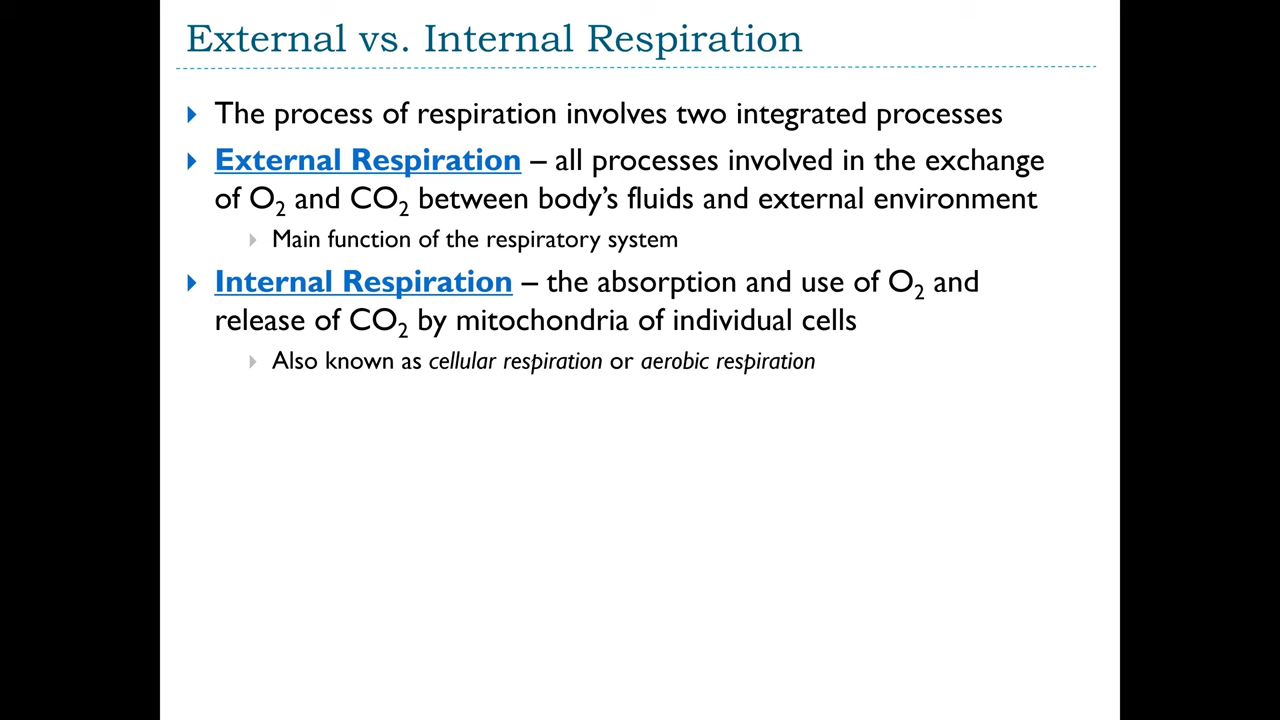 External vs. Internal Respiration
The process of respiration involves two integrated processes
External Respiration – all processes involved in the exchange
of O₂ and CO₂ between body’s fluids and external environment
Main function of the respiratory system
Internal Respiration – the absorption and use of O₂ and
release of CO₂ by mitochondria of individual cells
Also known as cellular respiration or aerobic respiration